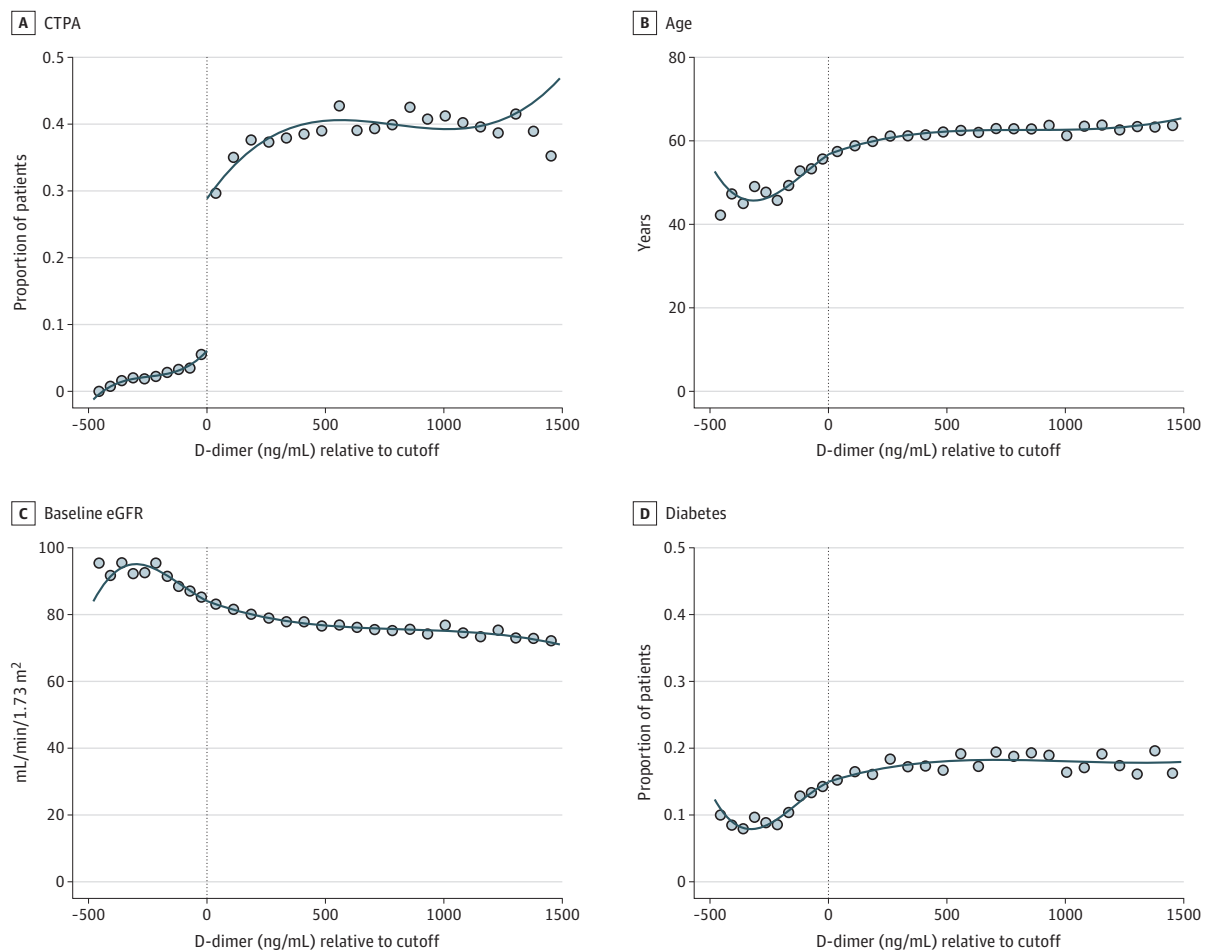 A CTPA
Proportion of patients
0.5
0.4
0.3
0.2
0.1
0
-500 0 500 1000 1500
D-dimer (ng/mL) relative to cutoff
B Age
Years
80
60
40
20
0
-500 0 500 1000 1500
D-dimer (ng/mL) relative to cutoff
C Baseline eGFR
mL/min/1.73 m²
100
80
60
40
20
0
-500 0 500 1000 1500
D-dimer (ng/mL) relative to cutoff
D Diabetes
Proportion of patients
0.5
0.4
0.3
0.2
0.1
0
-500 0 500 1000 1500
D-dimer (ng/mL) relative to cutoff